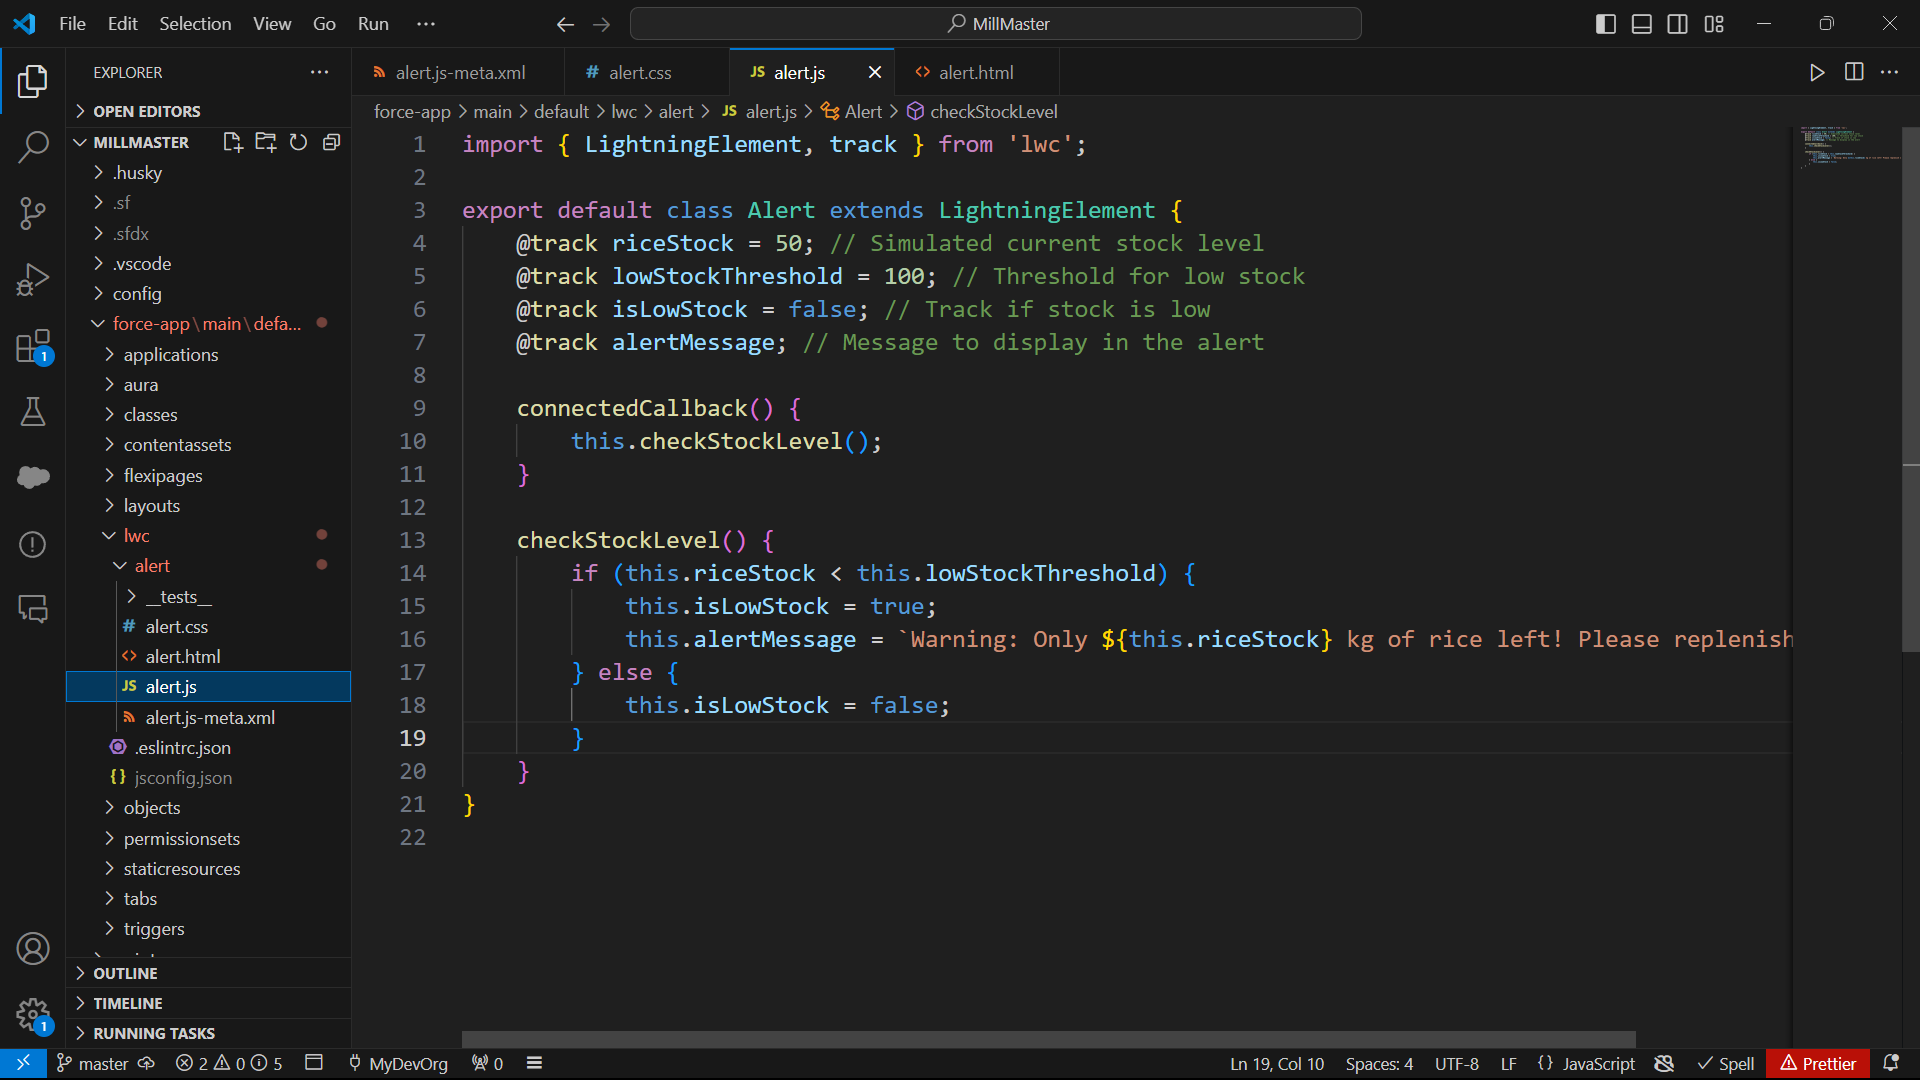 File Edit Selection View Go Run ···
MillMaster
EXPLORER
OPEN EDITORS
MILLMASTER
.husky
.sf
.sfdx
.vscode
config
force-app\main\defa...
applications
aura
classes
contentassets
flexipages
layouts
lwc
alert
__tests__
alert.css
alert.html
alert.js
alert.js-meta.xml
.eslintrc.json
jsconfig.json
objects
permissionsets
staticresources
tabs
triggers
OUTLINE
TIMELINE
RUNNING TASKS
1
1
alert.js-meta.xml # alert.css JS alert.js alert.html
force-app > main > default > lwc > alert > JS alert.js > Alert > checkStockLevel
1 import { LightningElement, track } from 'lwc';
2
3 export default class Alert extends LightningElement {
4 @track riceStock = 50; // Simulated current stock level
5 @track lowStockThreshold = 100; // Threshold for low stock
6 @track isLowStock = false; // Track if stock is low
7 @track alertMessage; // Message to display in the alert
8
9 connectedCallback() {
10 this.checkStockLevel();
11 }
12
13 checkStockLevel() {
14 if (this.riceStock < this.lowStockThreshold) {
15 this.isLowStock = true;
16 this.alertMessage = `Warning: Only ${this.riceStock} kg of rice left! Please replenish
17 } else {
18 this.isLowStock = false;
19 }
20 }
21 }
22
master 2 0 5 MyDevOrg 0 Ln 19, Col 10 Spaces: 4 UTF-8 LF {} JavaScript Spell Prettier